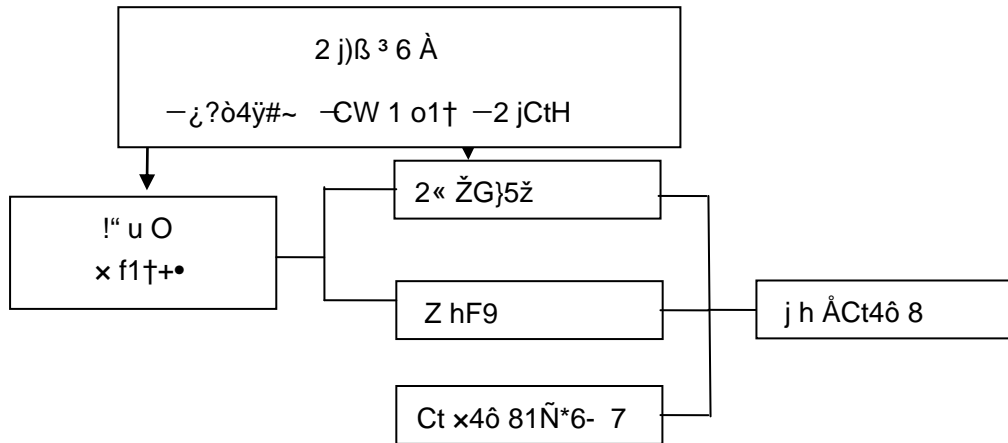 2 j)ß ³ 6 À
—¿?ò4ÿ#~ —CW 1 o1† —2 jCtH
2« ŽG}5ž
!“ u O
× f1†+•
Z hF9
j h ÅCt4ô 8
Ct ×4ô 81Ñ*6- 7